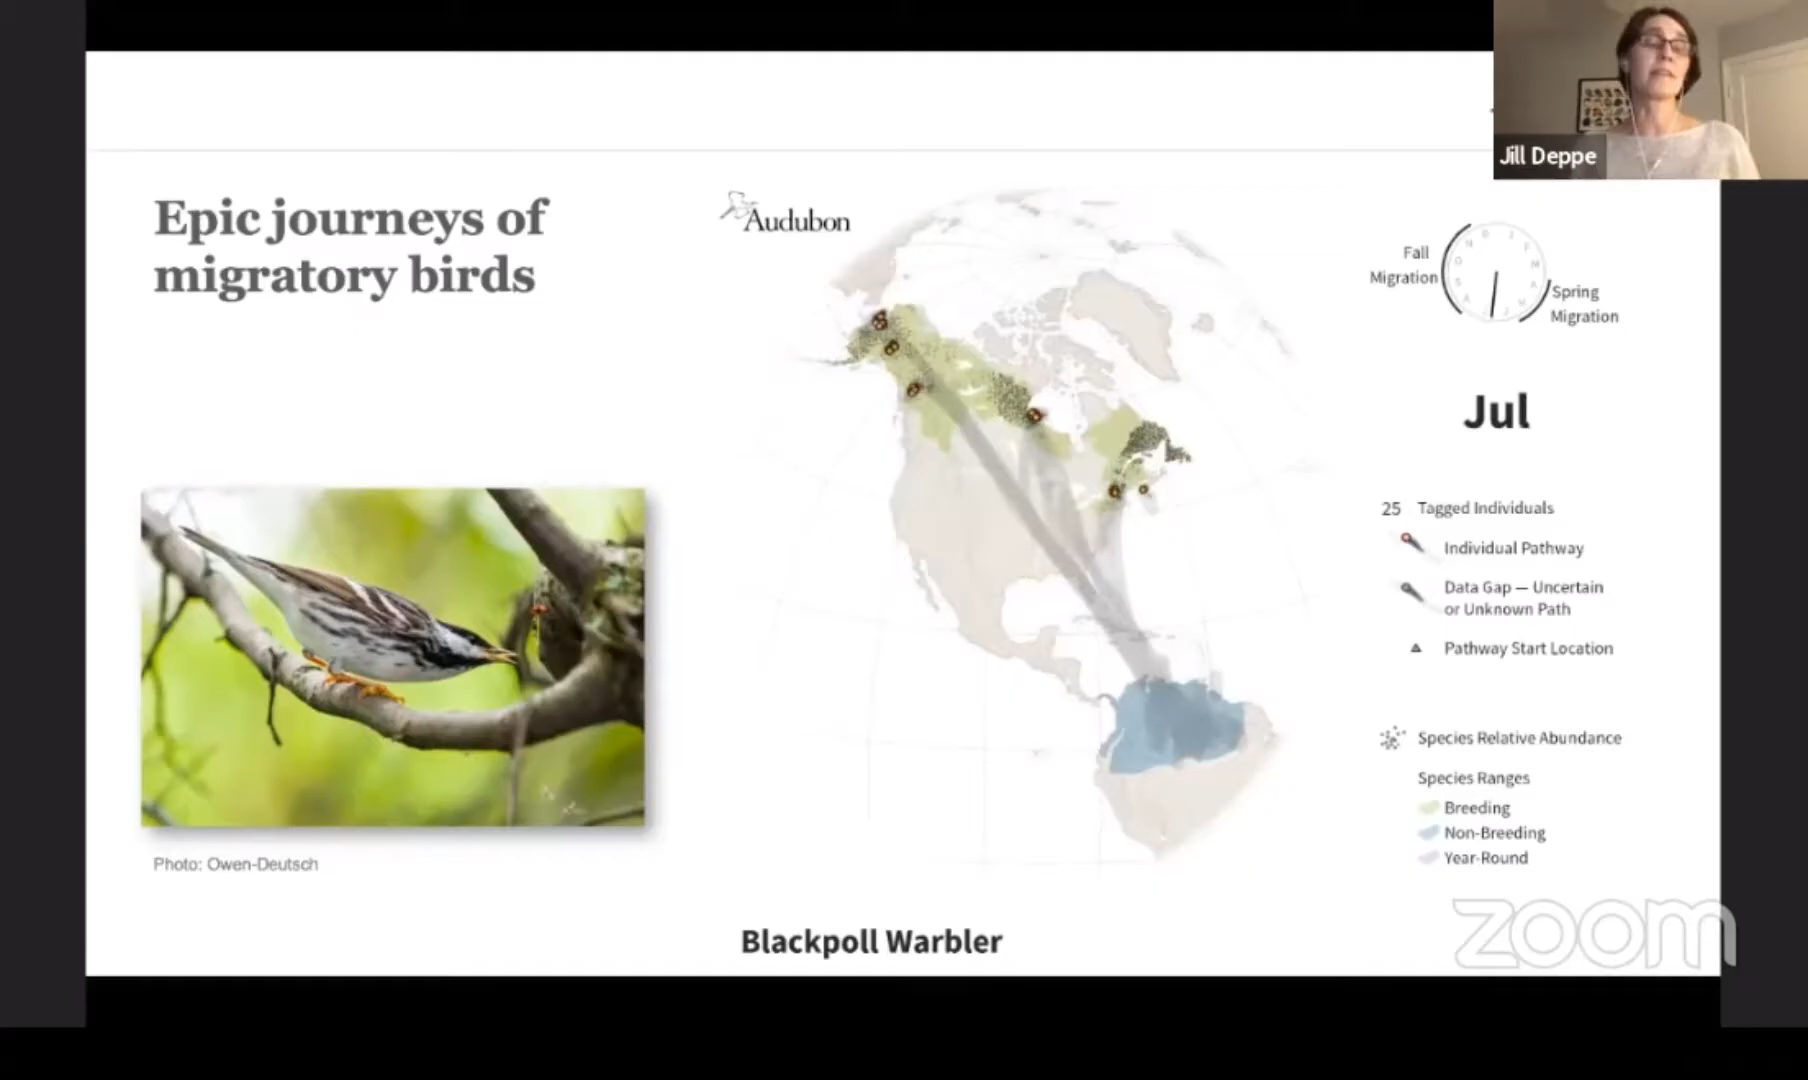 Jill Deppe
Epic journeys of
migratory birds
Audubon
Fall
Migration
Spring
Migration
Jul
25 Tagged Individuals
Individual Pathway
Data Gap — Uncertain
or Unknown Path
Pathway Start Location
Species Relative Abundance
Species Ranges
Breeding
Non-Breeding
Year-Round
Photo: Owen-Deutsch
Blackpoll Warbler
zoom